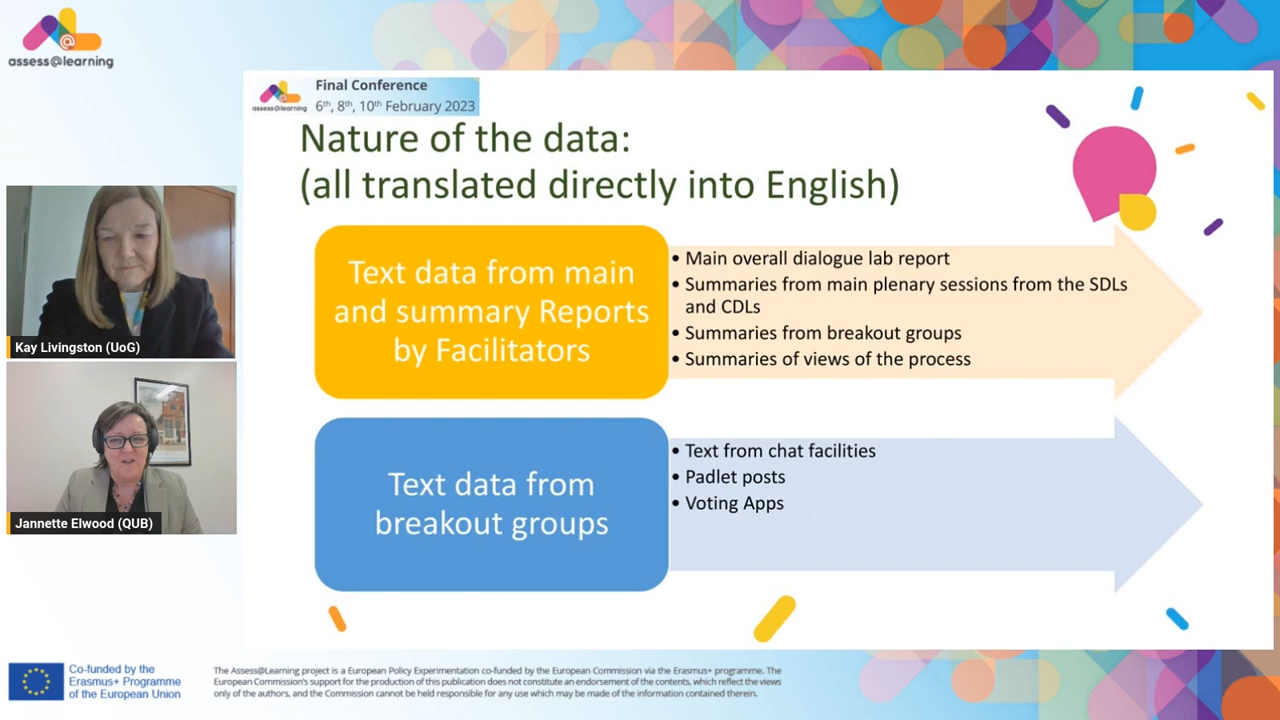 assess@learning
assess@learning
Final Conference
6th, 8th, 10th February 2023
Nature of the data:
(all translated directly into English)
Text data from main
and summary Reports
by Facilitators
• Main overall dialogue lab report
• Summaries from main plenary sessions from the SDLs
and CDLs
• Summaries from breakout groups
• Summaries of views of the process
Text data from
breakout groups
• Text from chat facilities
• Padlet posts
• Voting Apps
Kay Livingston (UoG)
Jannette Elwood (QUB)
Co-funded by the
Erasmus+ Programme
of the European Union
The Assess@Learning project is a European Policy Experimentation co-funded by the European Commission via the Erasmus+ programme. The
European Commission's support for the production of this publication does not constitute an endorsement of the contents, which reflect the views
only of the authors, and the Commission cannot be held responsible for any use which may be made of the information contained therein.